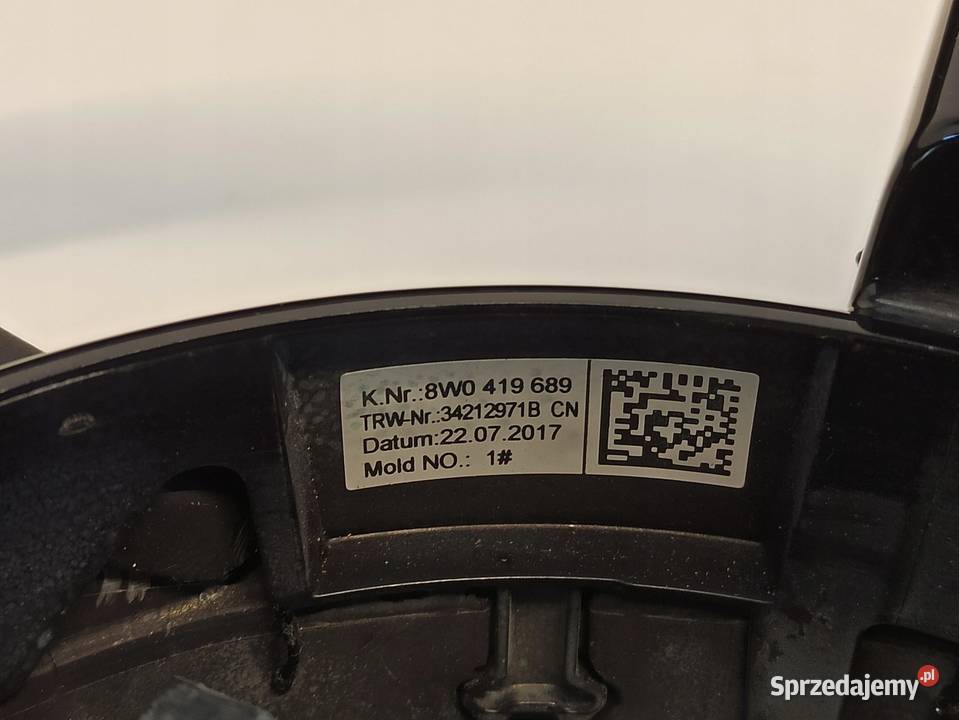 K.Nr.:8W0 419 689
TRW-Nr.:34212971B CN
Datum:22.07.2017
Mold NO.: 1#
Sprzedajemy.pl